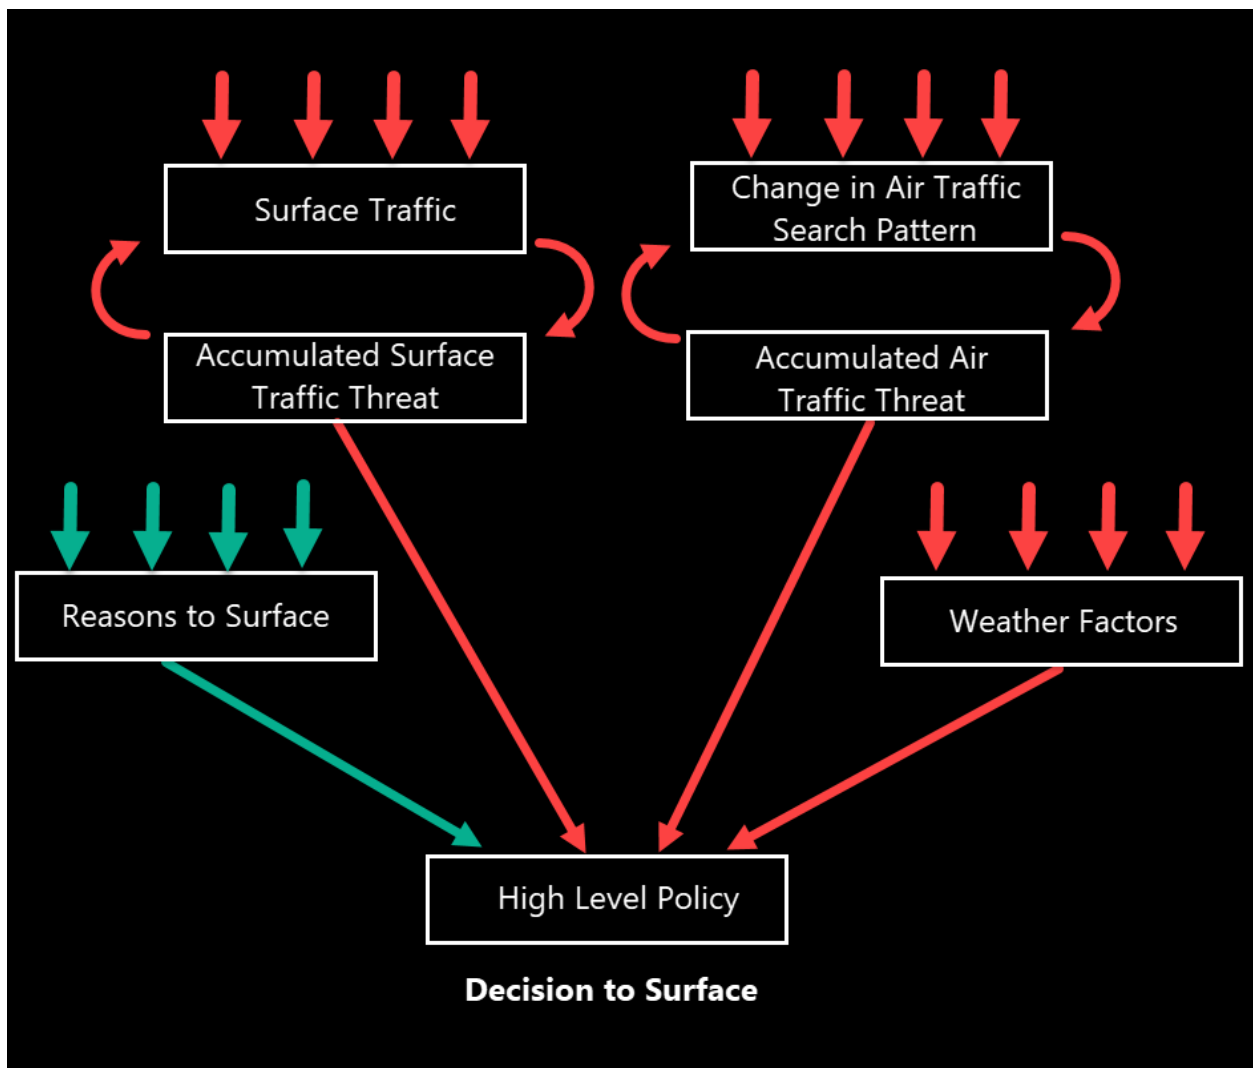 Surface Traffic
Change in Air Traffic
Search Pattern
Accumulated Surface
Traffic Threat
Accumulated Air
Traffic Threat
Reasons to Surface
Weather Factors
High Level Policy
Decision to Surface